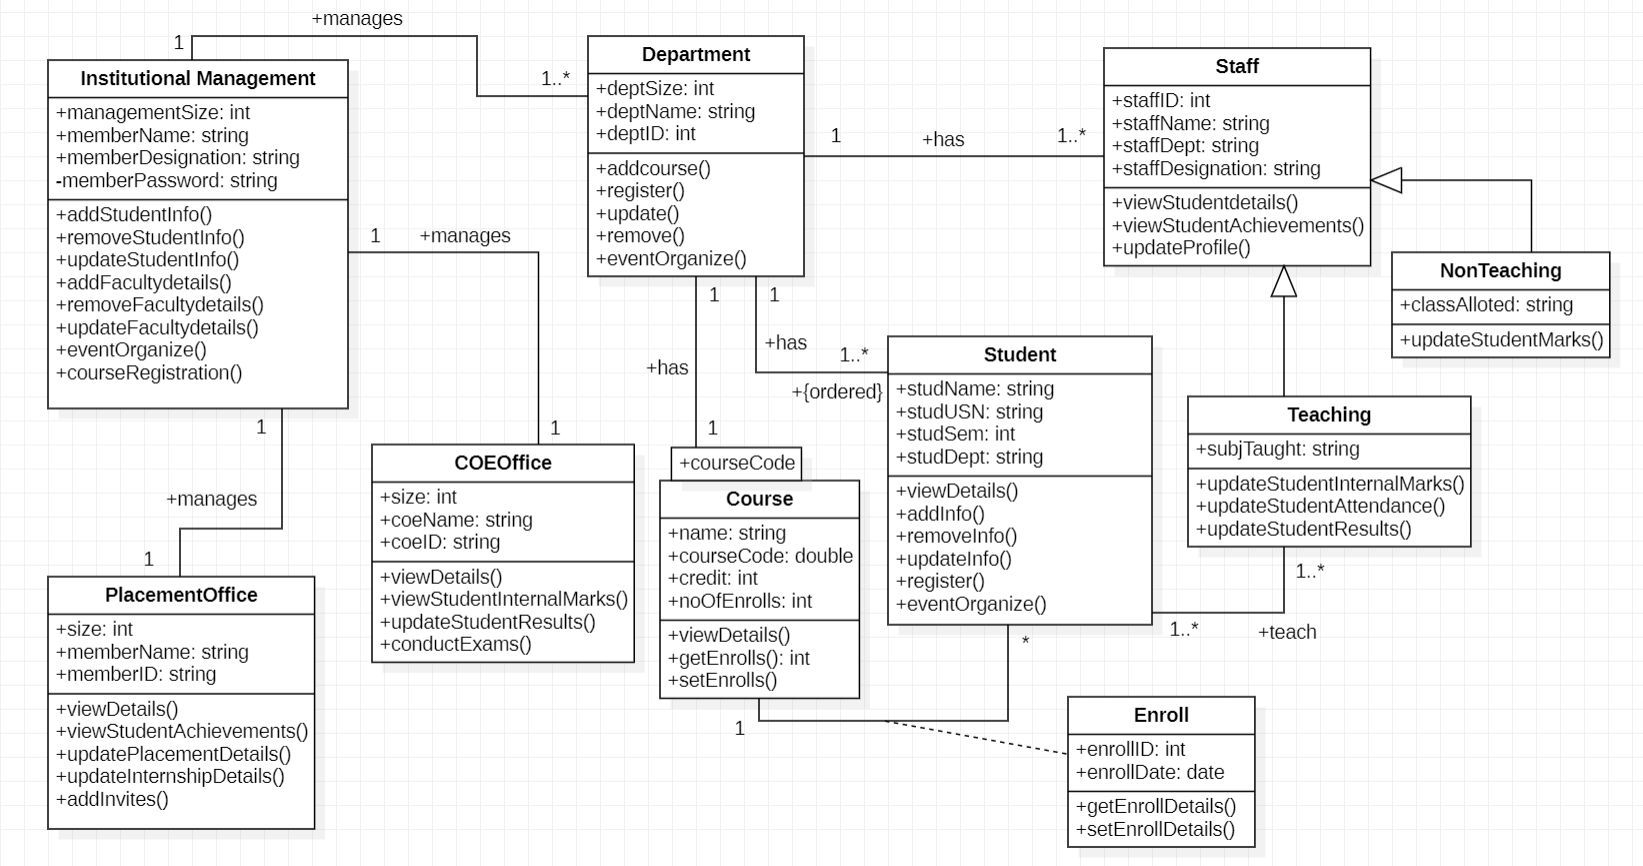 +manages
1
1..*
Institutional Management
+managementSize: int
+memberName: string
+memberDesignation: string
-memberPassword: string
+addStudentInfo()
+removeStudentInfo()
+updateStudentInfo()
+addFacultydetails()
+removeFacultydetails()
+updateFacultydetails()
+eventOrganize()
+courseRegistration()
Department
+deptSize: int
+deptName: string
+deptID: int
+addcourse()
+register()
+update()
+remove()
+eventOrganize()
1
+has
1..*
Staff
+staffID: int
+staffName: string
+staffDept: string
+staffDesignation: string
+viewStudentdetails()
+viewStudentAchievements()
+updateProfile()
NonTeaching
+classAlloted: string
+updateStudentMarks()
1
+manages
1
1
+has
1
1
+has
1..*
+{ordered}
Student
+studName: string
+studUSN: string
+studSem: int
+studDept: string
+viewDetails()
+addInfo()
+removeInfo()
+updateInfo()
+register()
+eventOrganize()
Teaching
+subjTaught: string
+updateStudentInternalMarks()
+updateStudentAttendance()
+updateStudentResults()
1..*
1..*
+teach
1
+manages
1
COEOffice
+size: int
+coeName: string
+coeID: string
+viewDetails()
+viewStudentInternalMarks()
+updateStudentResults()
+conductExams()
+courseCode
Course
+name: string
+courseCode: double
+credit: int
+noOfEnrolls: int
+viewDetails()
+getEnrolls(): int
+setEnrolls()
1
*
PlacementOffice
+size: int
+memberName: string
+memberID: string
+viewDetails()
+viewStudentAchievements()
+updatePlacementDetails()
+updateInternshipDetails()
+addInvites()
Enroll
+enrollID: int
+enrollDate: date
+getEnrollDetails()
+setEnrollDetails()